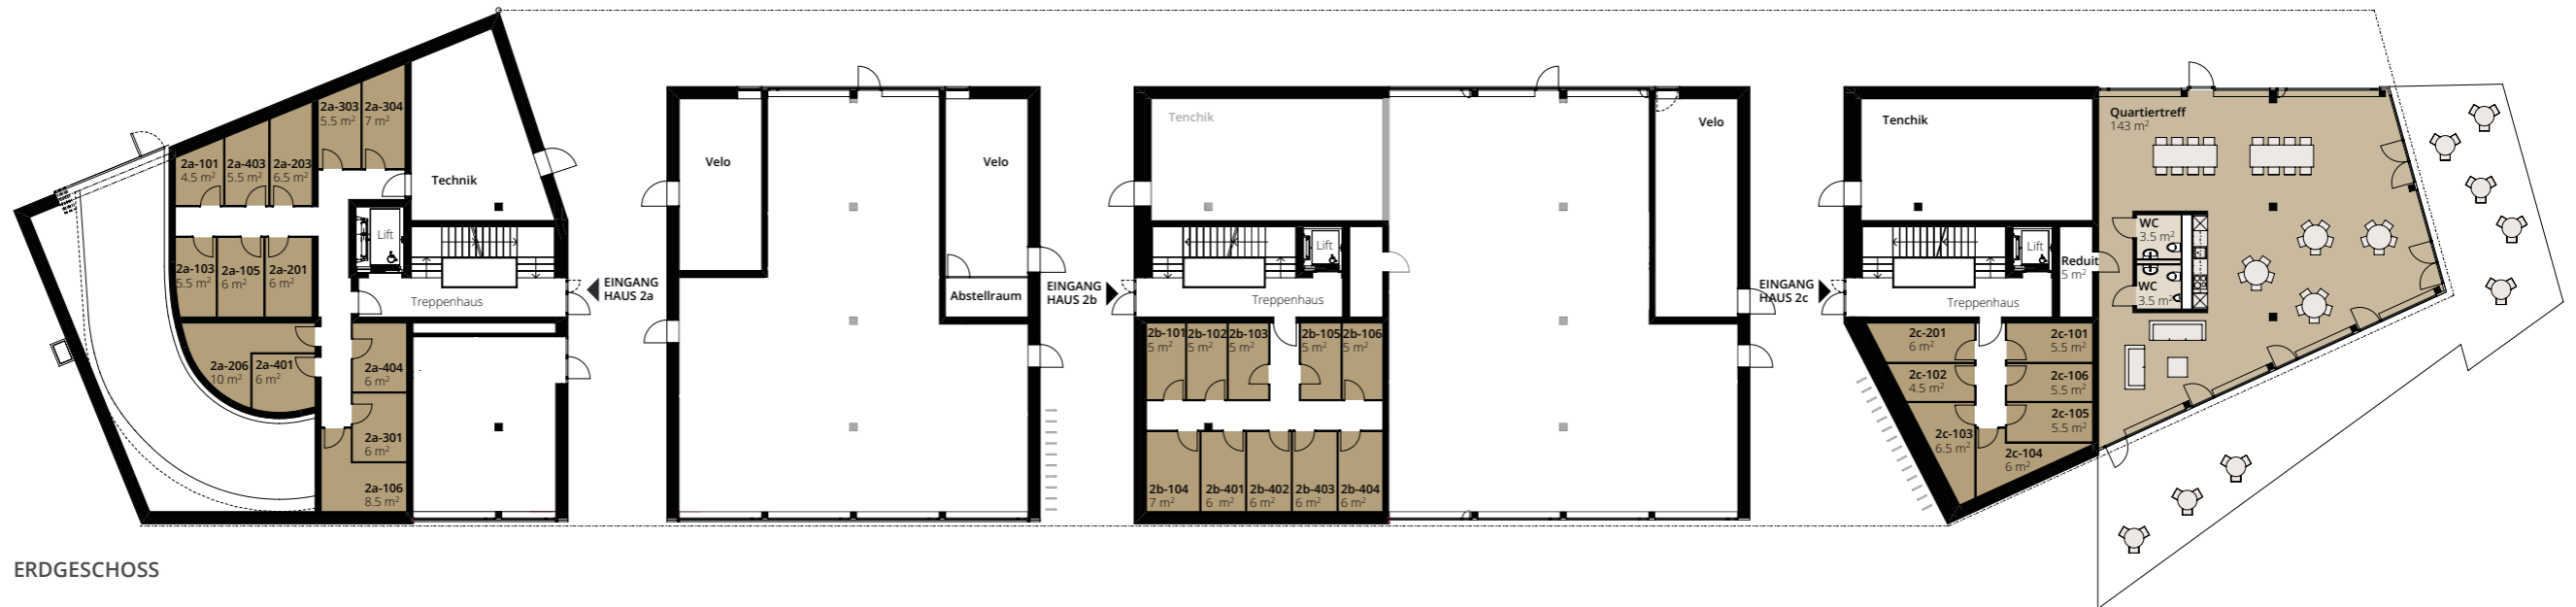 2a-303
5.5 m²
2a-304
7 m²
2a-101
4.5 m²
2a-403
5.5 m²
2a-203
6.5 m²
Technik
Lift
2a-103
5.5 m²
2a-105
6 m²
2a-201
6 m²
Treppenhaus
EINGANG
HAUS 2a
2a-206
10 m²
2a-401
6 m²
2a-404
6 m²
2a-301
6 m²
2a-106
8.5 m²
Velo
Velo
Abstellraum
EINGANG
HAUS 2b
Tenchik
Lift
Treppenhaus
2b-101
5 m²
2b-102
5 m²
2b-103
5 m²
2b-105
5 m²
2b-106
5 m²
2b-104
7 m²
2b-401
6 m²
2b-402
6 m²
2b-403
6 m²
2b-404
6 m²
Velo
EINGANG
HAUS 2c
Tenchik
Lift
Reduit
5 m²
Treppenhaus
2c-201
6 m²
2c-102
4.5 m²
2c-103
6.5 m²
2c-101
5.5 m²
2c-106
5.5 m²
2c-105
5.5 m²
2c-104
6 m²
Quartiertreff
143 m²
WC
3.5 m²
WC
3.5 m²
ERDGESCHOSS